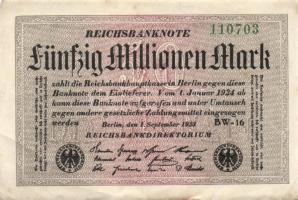 REICHSBANKNOTE
110703
Fünfzig Millionen Mark
zahlt die Reichsbankhauptkasse in Berlin gegen diese
Banknote dem Einlieferer. Vom 1. Januar 1924 ab
kann diese Banknote aufgerufen und unter Umtausch
gegen andere gesetzliche Zahlungsmittel eingezogen
werden
BW-16
Berlin, den 1. September 1923
REICHSBANKDIREKTORIUM